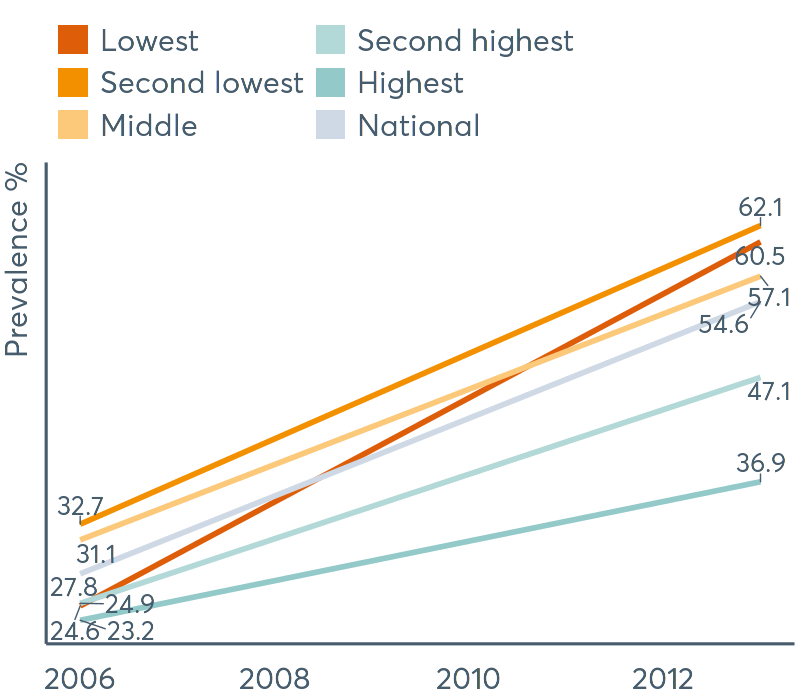 Lowest
Second highest
Second lowest
Highest
Middle
National
Prevalence %
62.1
60.5
57.1
54.6
47.1
36.9
32.7
31.1
27.8
24.9
24.6
23.2
2006
2008
2010
2012